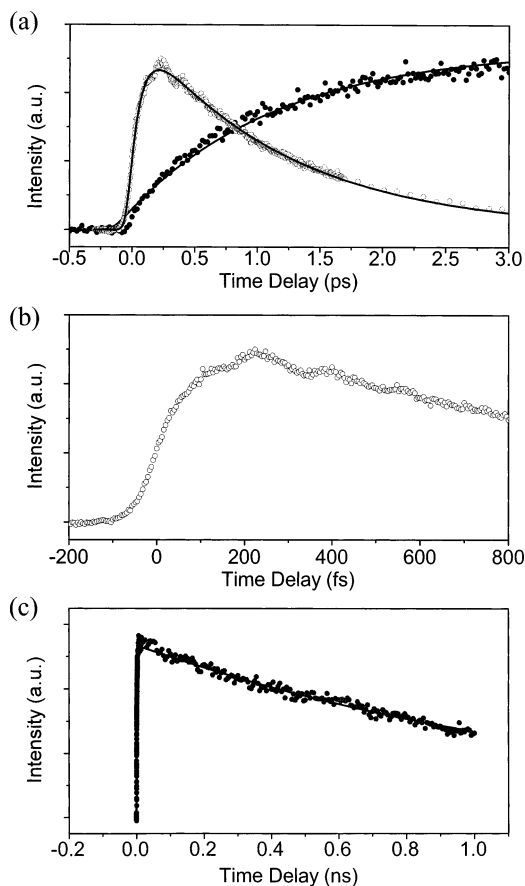 (a)
Intensity (a.u.)
-0.5 0.0 0.5 1.0 1.5 2.0 2.5 3.0
Time Delay (ps)
(b)
Intensity (a.u.)
-200 0 200 400 600 800
Time Delay (fs)
(c)
Intensity (a.u.)
-0.2 0.0 0.2 0.4 0.6 0.8 1.0
Time Delay (ns)